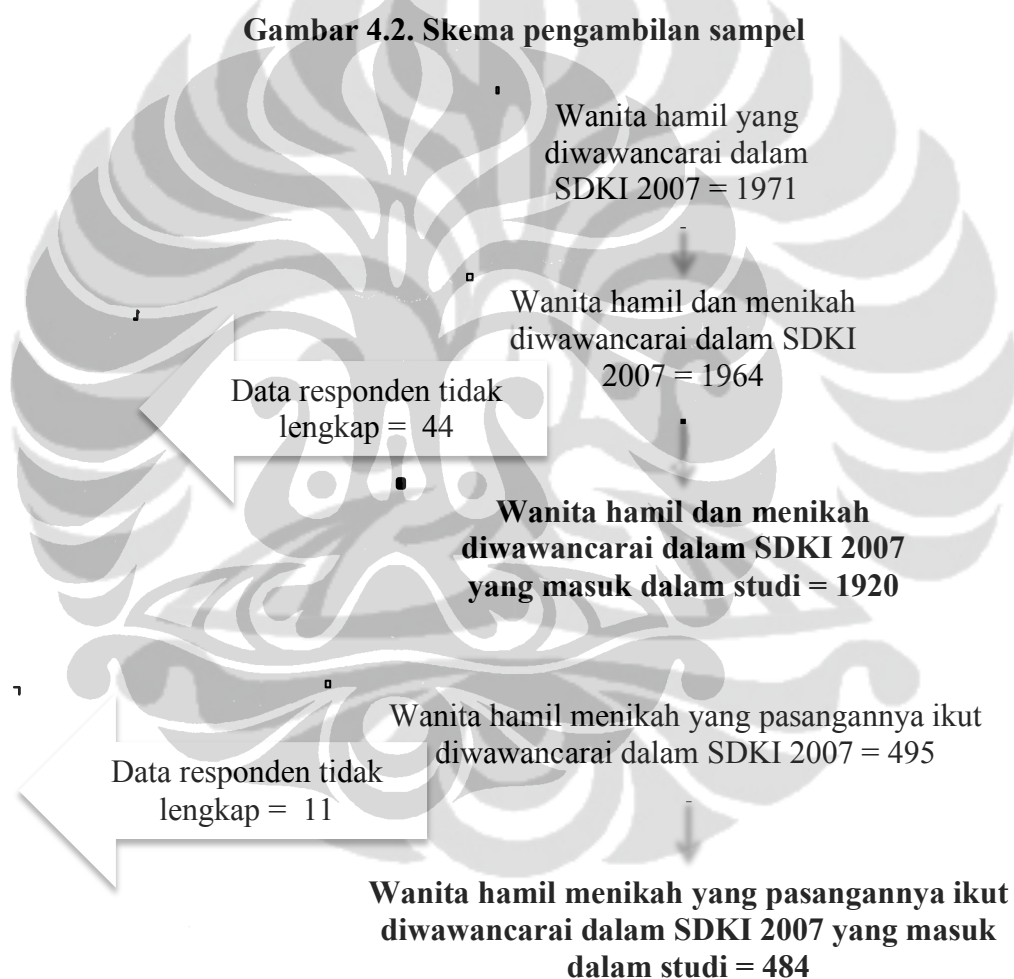 Gambar 4.2. Skema pengambilan sampel
Wanita hamil yang
diwawancarai dalam
SDKI 2007 = 1971
Wanita hamil dan menikah
diwawancarai dalam SDKI
2007 = 1964
Data responden tidak
lengkap = 44
Wanita hamil dan menikah
diwawancarai dalam SDKI 2007
yang masuk dalam studi = 1920
Wanita hamil menikah yang pasangannya ikut
diwawancarai dalam SDKI 2007 = 495
Data responden tidak
lengkap = 11
Wanita hamil menikah yang pasangannya ikut
diwawancarai dalam SDKI 2007 yang masuk
dalam studi = 484